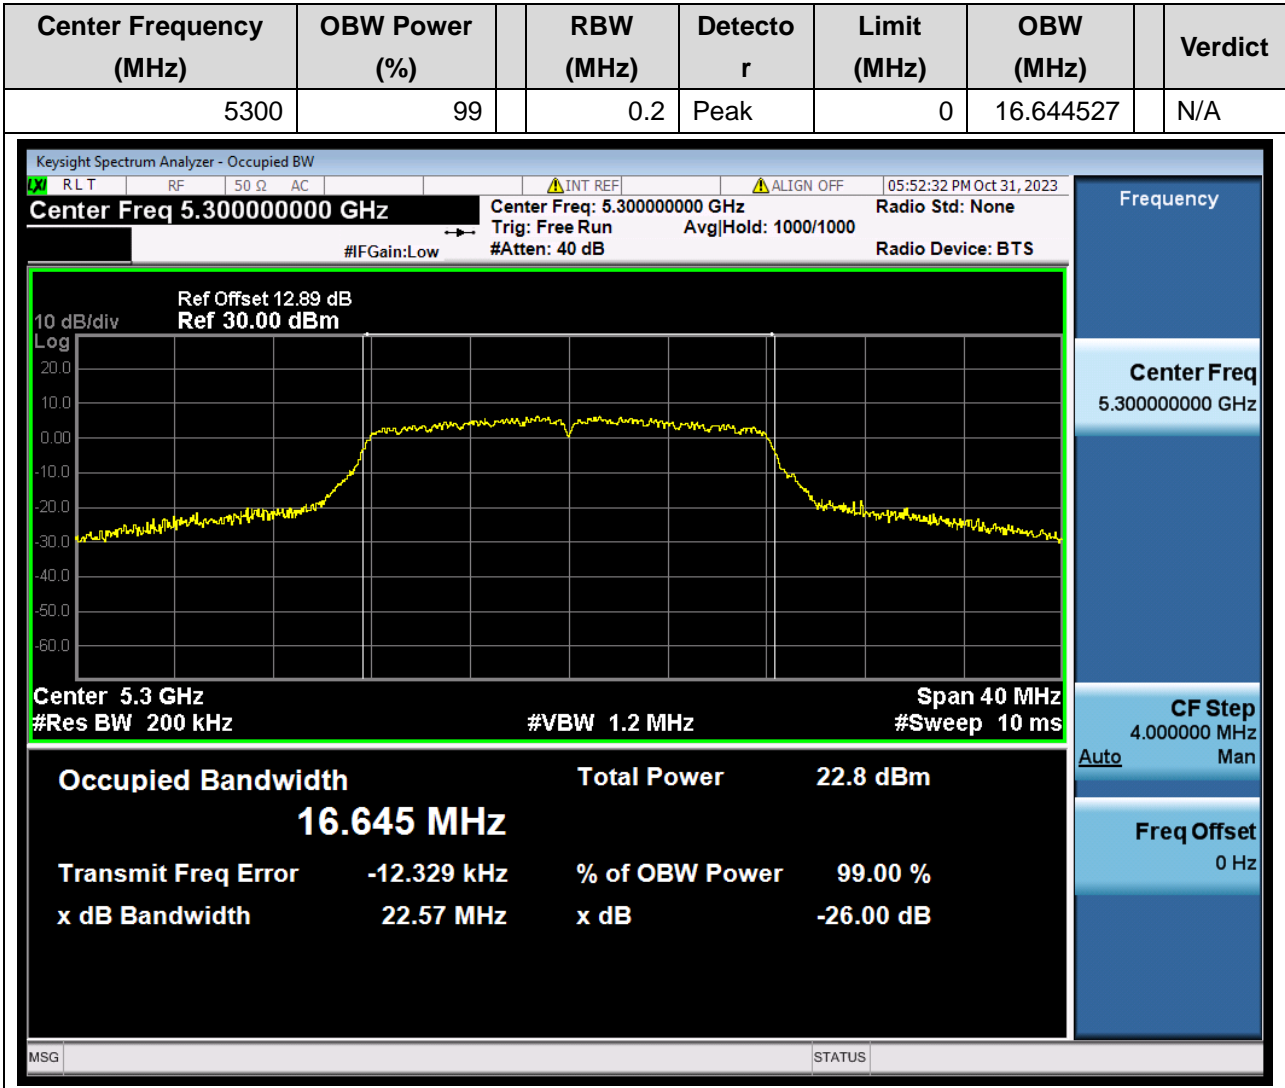 Center Frequency (MHz) OBW Power (%) RBW (MHz) Detector Limit (MHz) OBW (MHz) Verdict
5300 99 0.2 Peak 0 16.644527 N/A
Keysight Spectrum Analyzer - Occupied BW
LXI R L T RF 50 Ω AC INT REF ALIGN OFF 05:52:32 PM Oct 31, 2023
Center Freq 5.300000000 GHz
Center Freq: 5.300000000 GHz
Radio Std: None
Trig: Free Run Avg|Hold: 1000/1000
#IFGain:Low #Atten: 40 dB Radio Device: BTS
Frequency
Ref Offset 12.89 dB
10 dB/div Ref 30.00 dBm
Log
20.0
10.0
0.00
-10.0
-20.0
-30.0
-40.0
-50.0
-60.0
Center 5.3 GHz Span 40 MHz
#Res BW 200 kHz #VBW 1.2 MHz #Sweep 10 ms
Center Freq
5.300000000 GHz
CF Step
4.000000 MHz
Auto Man
Freq Offset
0 Hz
Occupied Bandwidth Total Power 22.8 dBm
16.645 MHz
Transmit Freq Error -12.329 kHz % of OBW Power 99.00 %
x dB Bandwidth 22.57 MHz x dB -26.00 dB
MSG STATUS